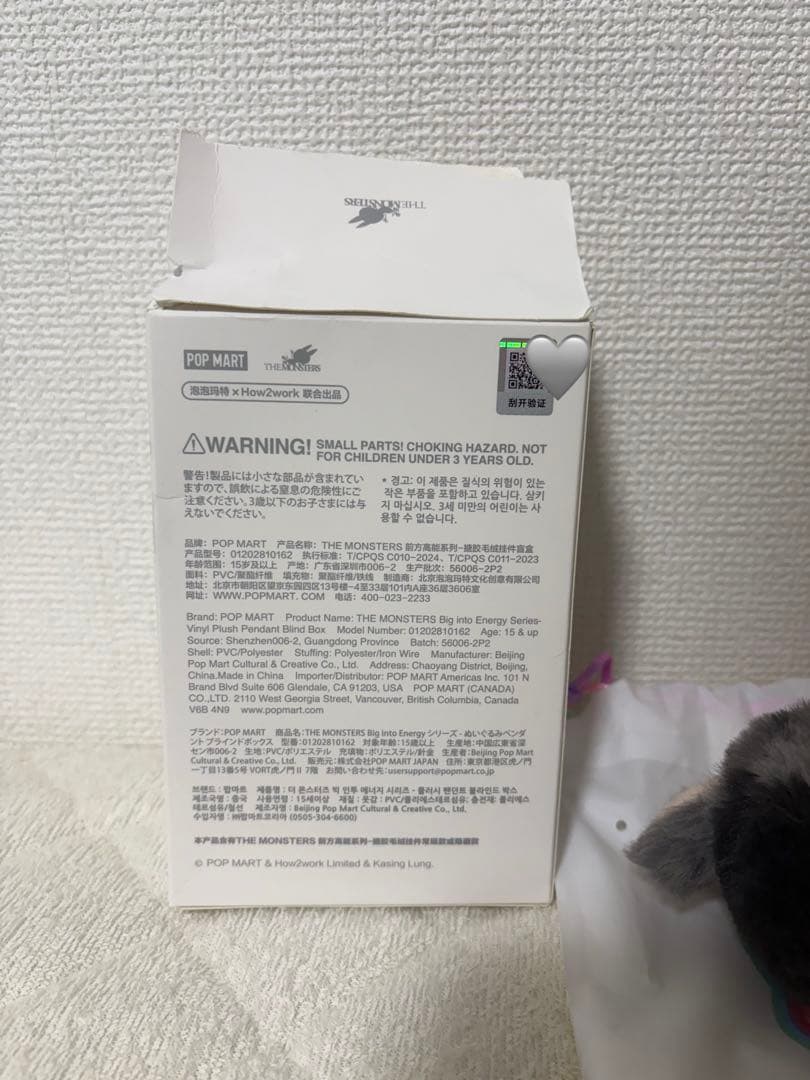 THE MONSTERS
POP MART
THE MONSTERS
泡泡玛特 × How2work 联合出品
刮开验证
WARNING! SMALL PARTS! CHOKING HAZARD. NOT
FOR CHILDREN UNDER 3 YEARS OLD.
警告！製品には小さな部品が含まれてい
ますので、誤飲による窒息の危険性にご
注意ください。3歳以下のお子さまには与
えないでください。
* 경고: 이 제품은 질식의 위험이 있는
작은 부품을 포함하고 있습니다. 삼키
지 마십시오. 3세 미만의 어린이는 사
용할 수 없습니다.
品牌：POP MART 产品名称：THE MONSTERS 前方高能系列-搪胶毛绒挂件盲盒
产品型号：01202810162 执行标准：T/CPQS C010-2024、T/CPQS C011-2023
年龄范围：15岁及以上 产地：广东省深圳市006-2 生产批次：56006-2P2
面料：PVC/聚酯纤维 填充物：聚酯纤维/铁线 制造商：北京泡泡玛特文化创意有限公司
地址：北京市朝阳区望京东园四区13号楼-4至33层101内A座36层3606室
网址：WWW.POPMART.COM 电话：400-023-2233
Brand: POP MART Product Name: THE MONSTERS Big into Energy Series-
Vinyl Plush Pendant Blind Box Model Number: 01202810162 Age: 15 & up
Source: Shenzhen006-2, Guangdong Province Batch: 56006-2P2
Shell: PVC/Polyester Stuffing: Polyester/Iron Wire Manufacturer: Beijing
Pop Mart Cultural & Creative Co., Ltd. Address: Chaoyang District, Beijing,
China.Made in China Importer/Distributor: POP MART Americas Inc. 101 N
Brand Blvd Suite 606 Glendale, CA 91203, USA POP MART (CANADA)
CO.,LTD. 2110 West Georgia Street, Vancouver, British Columbia, Canada
V6B 4N9 www.popmart.com
ブランド：POP MART 商品名：THE MONSTERS Big into Energy シリーズ - ぬいぐるみペンダ
ント ブラインドボックス 型番：01202810162 対象年齢：15歳以上 生産地：中国広東省深
セン市006-2 生地：PVC/ポリエステル 充填物：ポリエステル/針金 生産者：Beijing Pop Mart
Cultural & Creative Co., Ltd. 販売元：株式会社POP MART JAPAN 住所：東京都港区虎ノ門
一丁目13番5号 VORT虎ノ門Ⅱ 7階 お問い合わせ先：usersupport@popmart.co.jp
브랜드 : 팝마트 제품명 : 더 몬스터즈 빅 인투 에너지 시리즈 - 플러시 팬던트 블라인드 박스
제조국명 : 중국 사용연령 : 15세이상 재질 : 겉감 : PVC/폴리에스테르섬유: 충전재: 폴리에스
테르섬유/철선 제조자명 : Beijing Pop Mart Cultural & Creative Co., Ltd.
수입자명 : ㈜팝마트코리아 (0505-304-6600)
本产品含有THE MONSTERS 前方高能系列-搪胶毛绒挂件常规款或隐藏款
© POP MART & How2work Limited & Kasing Lung.